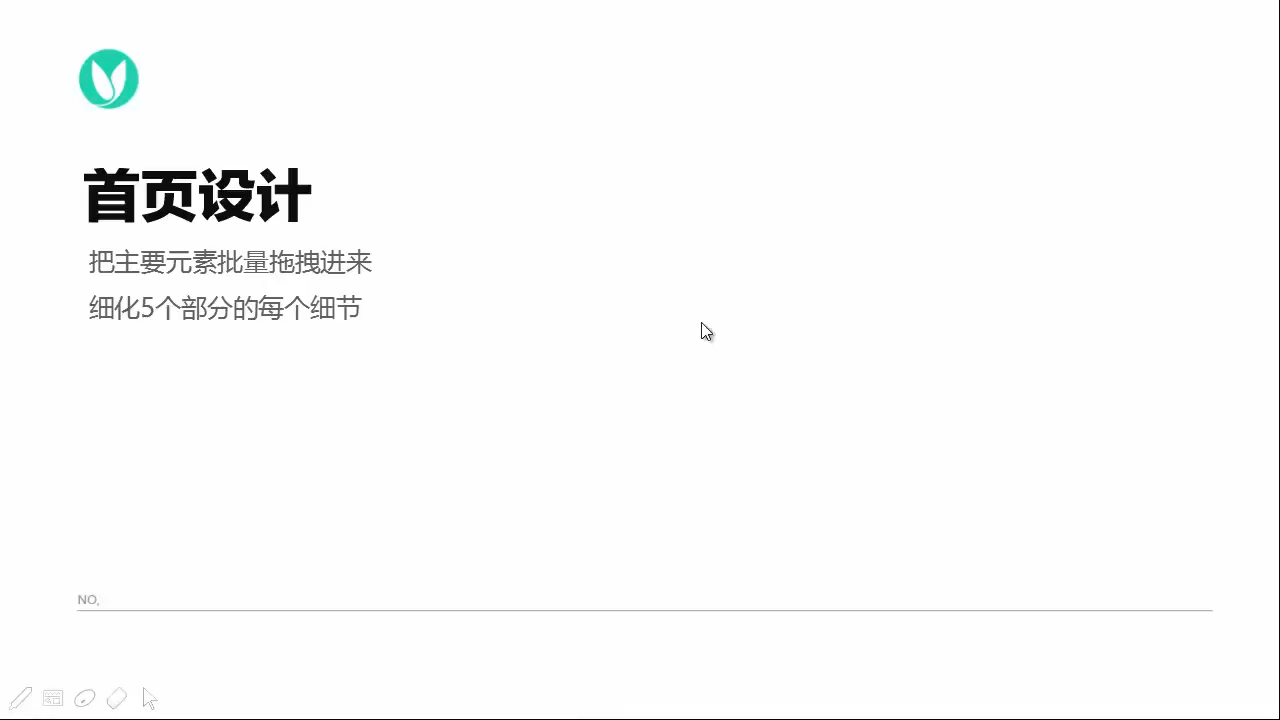 首页设计
把主要元素批量拖拽进来
细化5个部分的每个细节
NO,